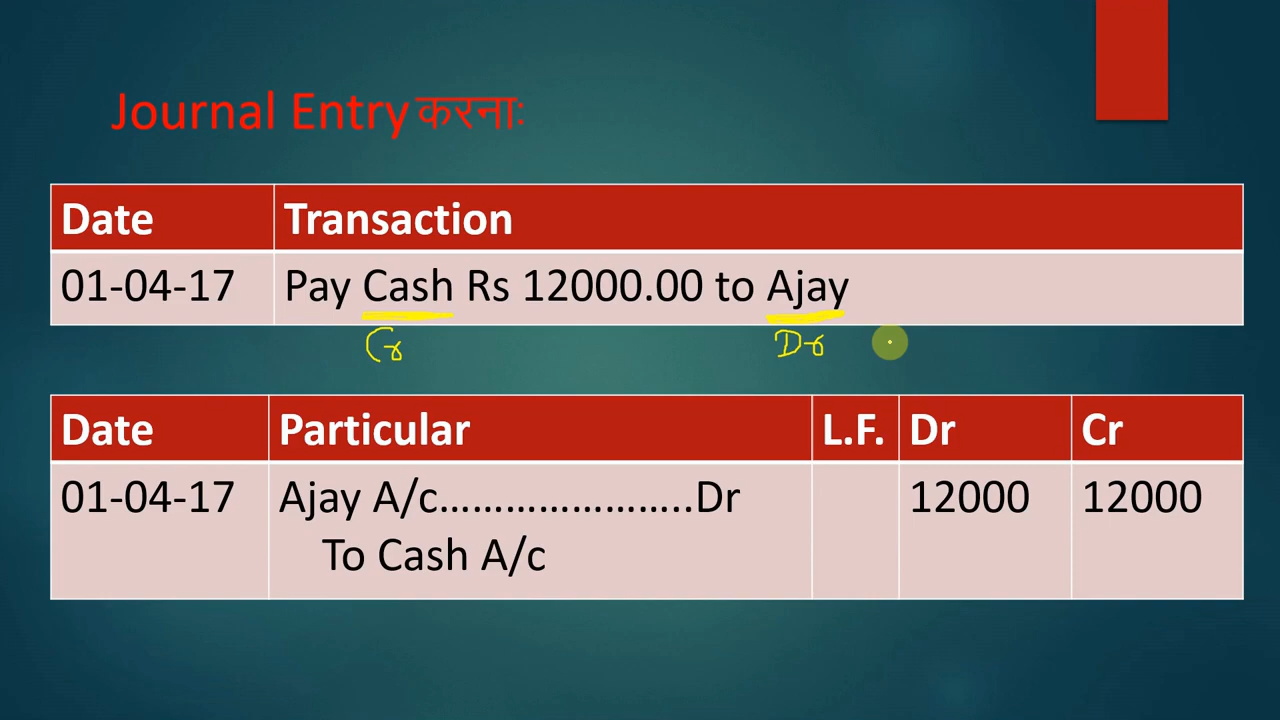 Journal Entry करनाः
Date Transaction
01-04-17 Pay Cash Rs 12000.00 to Ajay
Cr Dr
Date Particular L.F. Dr Cr
01-04-17 Ajay A/c…………………..Dr 12000 12000
To Cash A/c